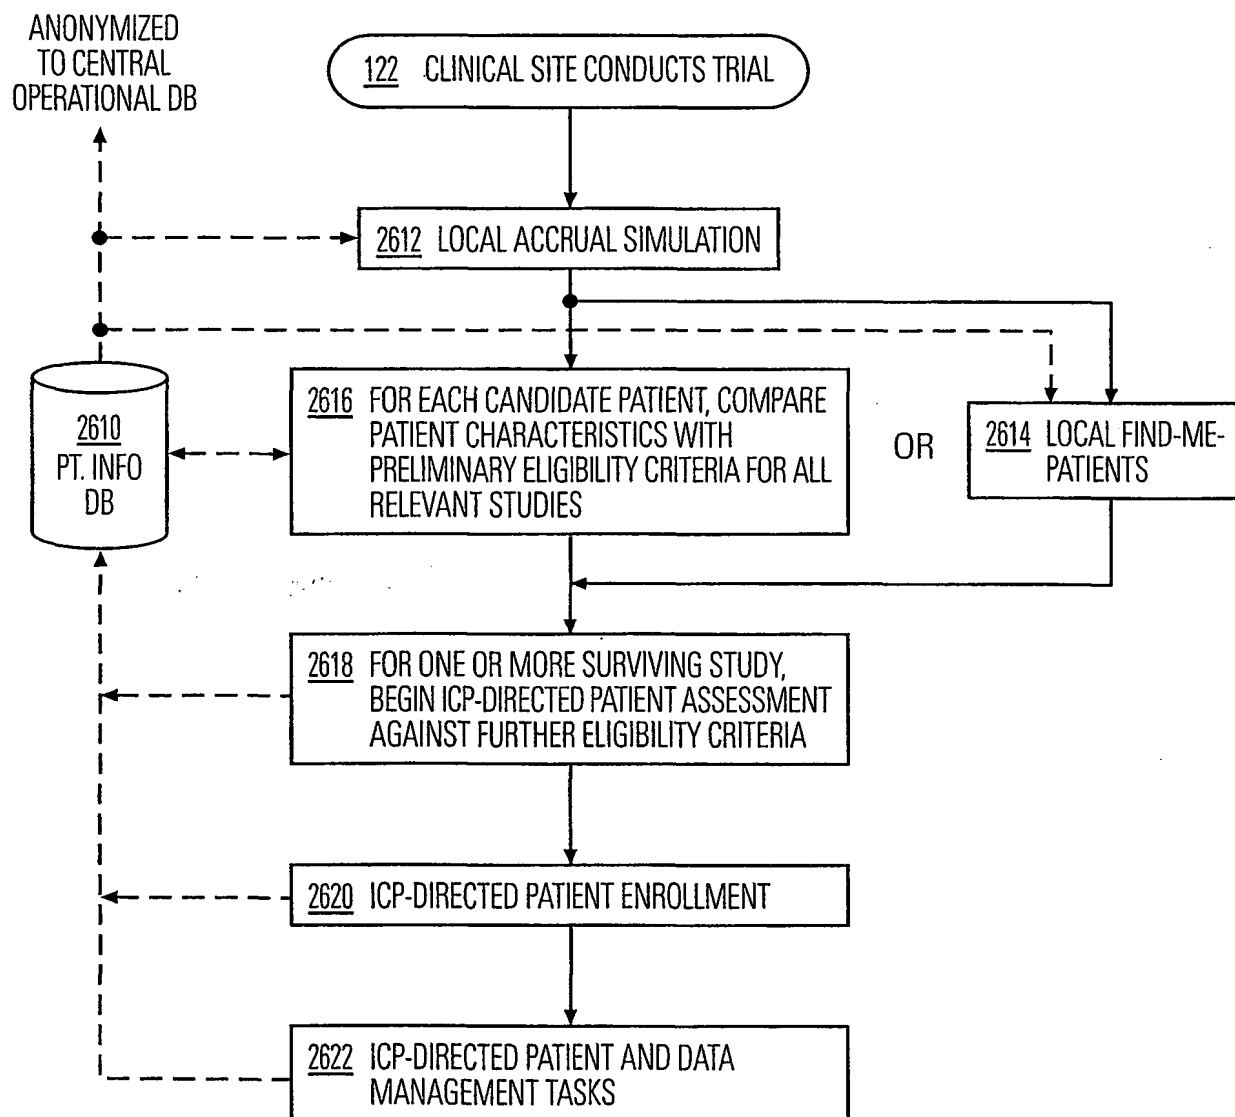 ANONYMIZED
TO CENTRAL
OPERATIONAL DB
122 CLINICAL SITE CONDUCTS TRIAL
2612 LOCAL ACCRUAL SIMULATION
2610
PT. INFO
DB
2616 FOR EACH CANDIDATE PATIENT, COMPARE
PATIENT CHARACTERISTICS WITH
PRELIMINARY ELIGIBILITY CRITERIA FOR ALL
RELEVANT STUDIES
OR
2614 LOCAL FIND-ME-
PATIENTS
2618 FOR ONE OR MORE SURVIVING STUDY,
BEGIN ICP-DIRECTED PATIENT ASSESSMENT
AGAINST FURTHER ELIGIBILITY CRITERIA
2620 ICP-DIRECTED PATIENT ENROLLMENT
2622 ICP-DIRECTED PATIENT AND DATA
MANAGEMENT TASKS